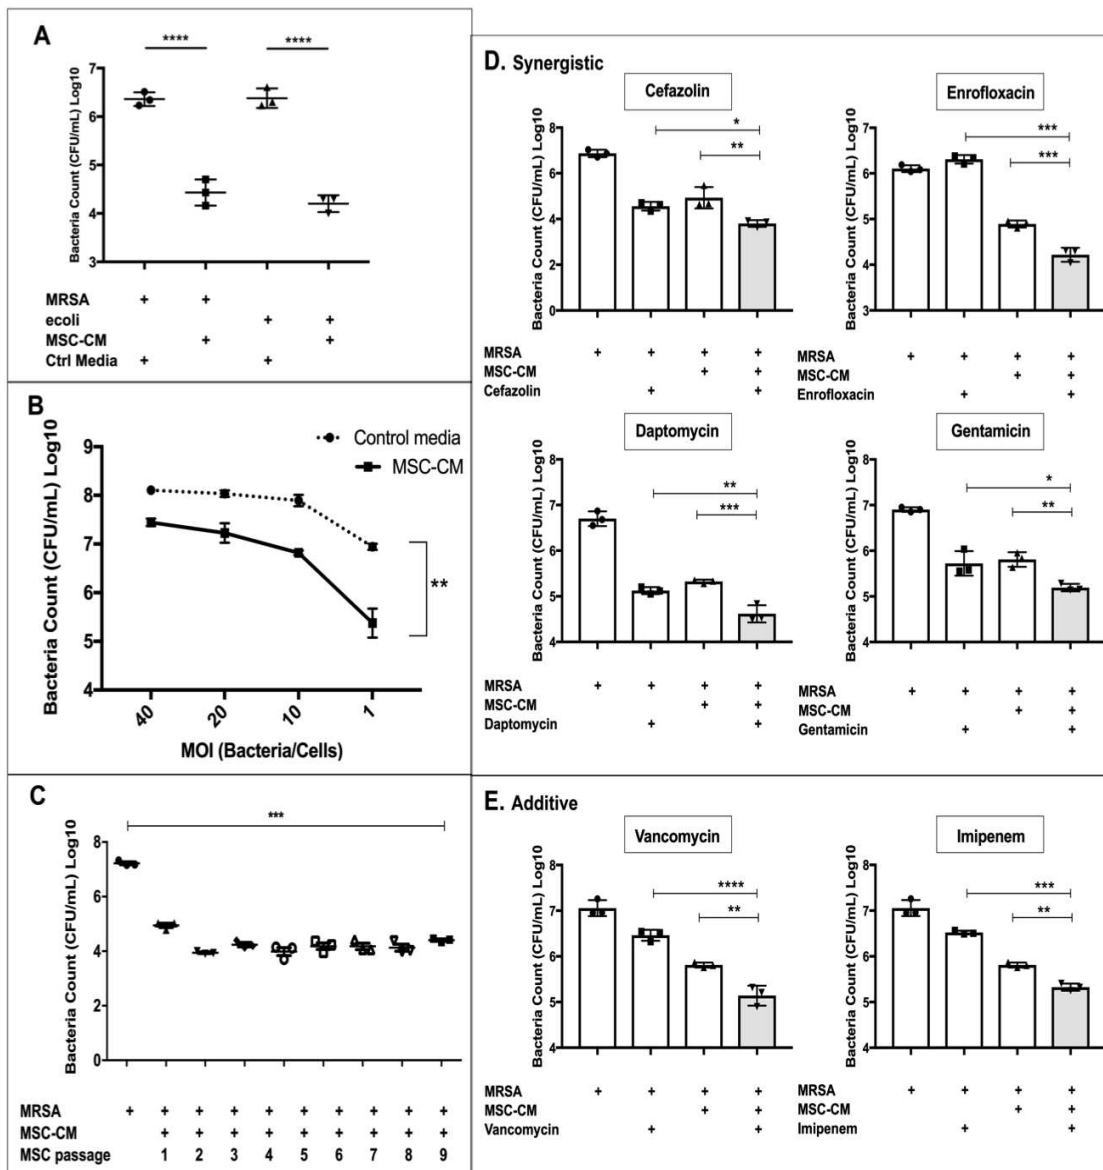 A
**** ****
Bacteria Count (CFU/mL) Log10
7
6
5
4
3
MRSA + +
ecoli + +
MSC-CM + +
Ctrl Media + +
B
Control media
MSC-CM
Bacteria Count (CFU/mL) Log10
9
8
7
6
5
4
**
40 20 10 1
MOI (Bacteria/Cells)
C
***
Bacteria Count (CFU/mL) Log10
8
6
4
2
0
MRSA + + + + + + + + + +
MSC-CM + + + + + + + + +
MSC passage 1 2 3 4 5 6 7 8 9
D. Synergistic
Cefazolin
*
**
Bacteria Count (CFU/mL) Log10
8
6
4
2
0
MRSA + + + +
MSC-CM + +
Cefazolin + +
Enrofloxacin
***
***
Bacteria Count (CFU/mL) Log10
7
6
5
4
3
MRSA + + + +
MSC-CM + +
Enrofloxacin + +
Daptomycin
**
***
Bacteria Count (CFU/mL) Log10
8
7
6
5
4
MRSA + + + +
MSC-CM + +
Daptomycin + +
Gentamicin
*
**
Bacteria Count (CFU/mL) Log10
8
7
6
5
4
MRSA + + + +
MSC-CM + +
Gentamicin + +
E. Additive
Vancomycin
****
**
Bacteria Count (CFU/mL) Log10
8
7
6
5
4
MRSA + + + +
MSC-CM + +
Vancomycin + +
Imipenem
***
**
Bacteria Count (CFU/mL) Log10
8
7
6
5
4
MRSA + + + +
MSC-CM + +
Imipenem + +